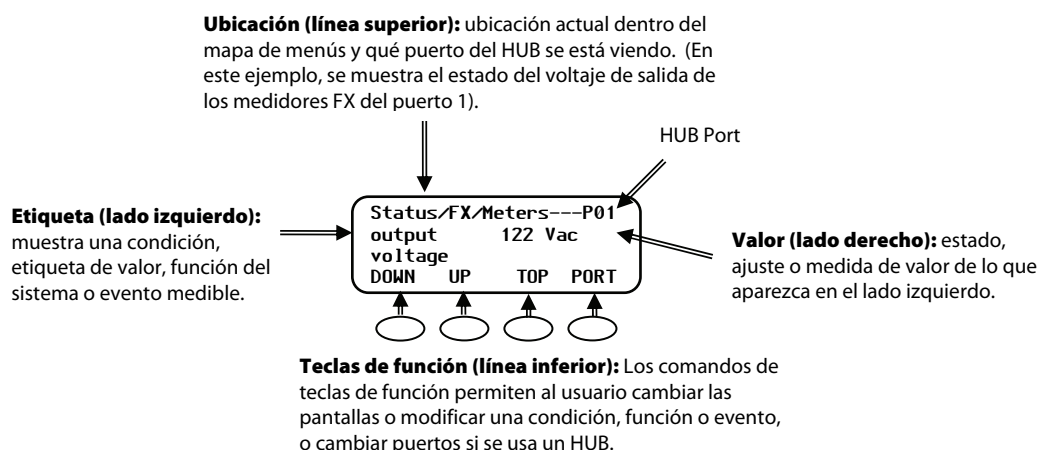 Ubicación (línea superior): ubicación actual dentro del
mapa de menús y qué puerto del HUB se está viendo. (En
este ejemplo, se muestra el estado del voltaje de salida de
los medidores FX del puerto 1).
HUB Port
Etiqueta (lado izquierdo):
muestra una condición,
etiqueta de valor, función del
sistema o evento medible.
Status/FX/Meters---P01
output 122 Vac
voltage
DOWN UP TOP PORT
Valor (lado derecho): estado,
ajuste o medida de valor de lo que
aparezca en el lado izquierdo.
Teclas de función (línea inferior): Los comandos de
teclas de función permiten al usuario cambiar las
pantallas o modificar una condición, función o evento,
o cambiar puertos si se usa un HUB.